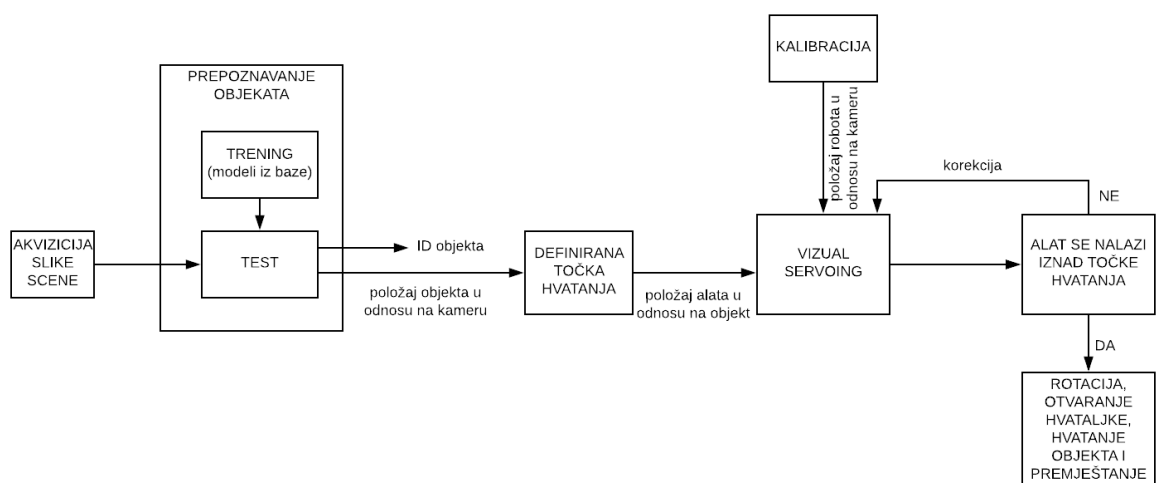 KALIBRACIJA
PREPOZNAVANJE
OBJEKATA
TRENING
(modeli iz baze)
položaj robota u
odnosu na kameru
korekcija
NE
AKVIZICIJA
SLIKE
SCENE
TEST
ID objekta
položaj objekta u
odnosu na kameru
DEFINIRANA
TOČKA
HVATANJA
položaj alata u
odnosu na objekt
VIZUAL
SERVOING
ALAT SE NALAZI
IZNAD TOČKE
HVATANJA
DA
ROTACIJA,
OTVARANJE
HVATALJKE,
HVATANJE
OBJEKTA I
PREMJEŠTANJE